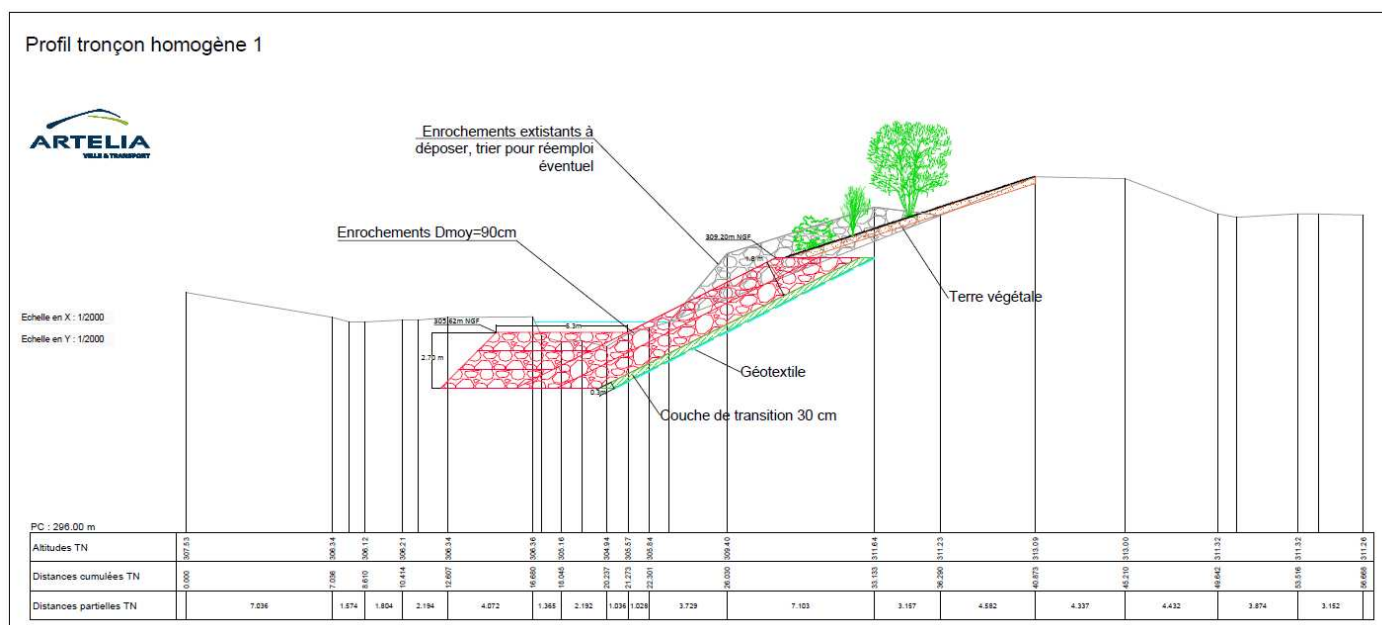 Profil tronçon homogène 1
ARTELIA
VILLE & TRANSPORT
Enrochements extistants à
déposer, trier pour réemploi
éventuel
Enrochements Dmoy=90cm
309.20m NGF
1.8 m
Terre végétale
Echelle en X : 1/2000
Echelle en Y : 1/2000
305.62m NGF
6.3m
2.70 m
Géotextile
0.3m
Couche de transition 30 cm
PC : 296.00 m
Altitudes TN 307.53 306.34 306.12 306.21 306.34 306.36 305.16 304.94 305.57 305.84 309.40 311.64 311.23 313.09 313.00 311.32 311.32 311.26
Distances cumulées TN 0.000 7.036 8.610 10.414 12.607 16.680 18.045 20.237 21.273 22.301 26.030 33.133 36.290 40.873 45.210 49.642 53.516 56.668
Distances partielles TN 7.036 1.574 1.804 2.194 4.072 1.365 2.192 1.036 1.028 3.729 7.103 3.157 4.582 4.337 4.432 3.874 3.152